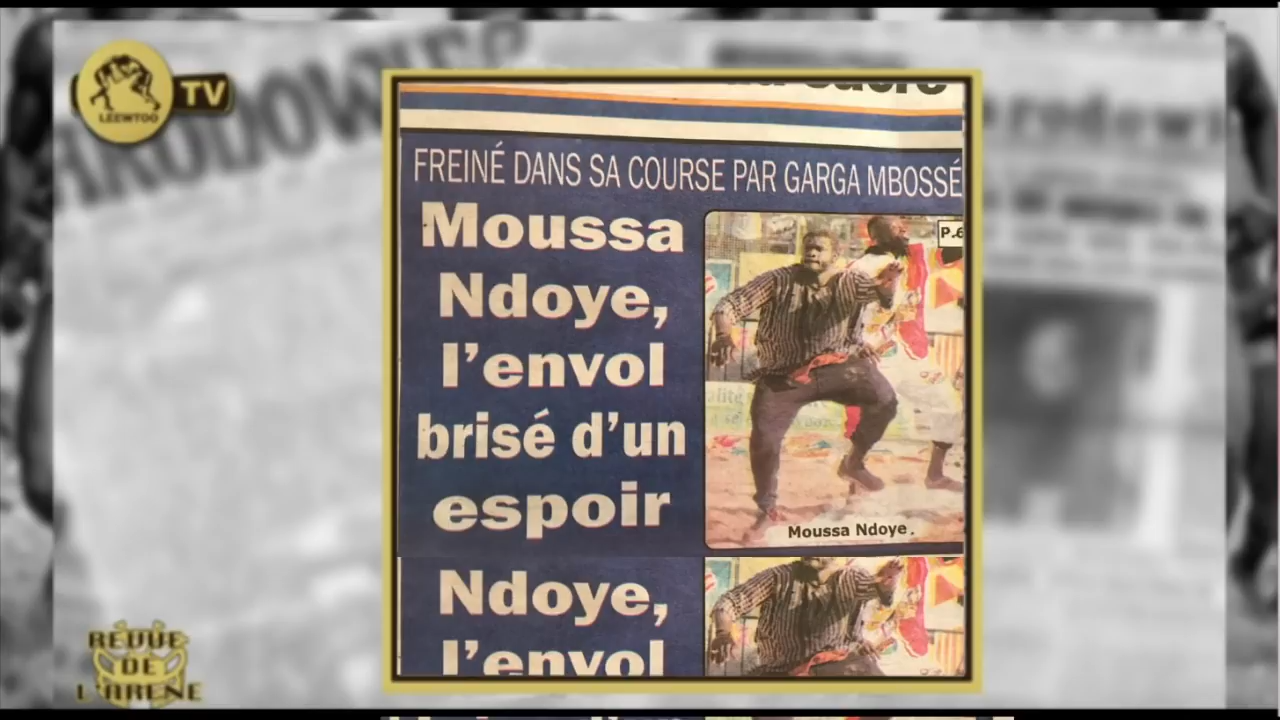 LEEWTOO
TV
FREINÉ DANS SA COURSE PAR GARGA MBOSSÉ
Moussa
Ndoye,
l'envol
brisé d'un
espoir
P.6
Moussa Ndoye.
Ndoye,
l'envol
REVUE
DE
L'ARENE